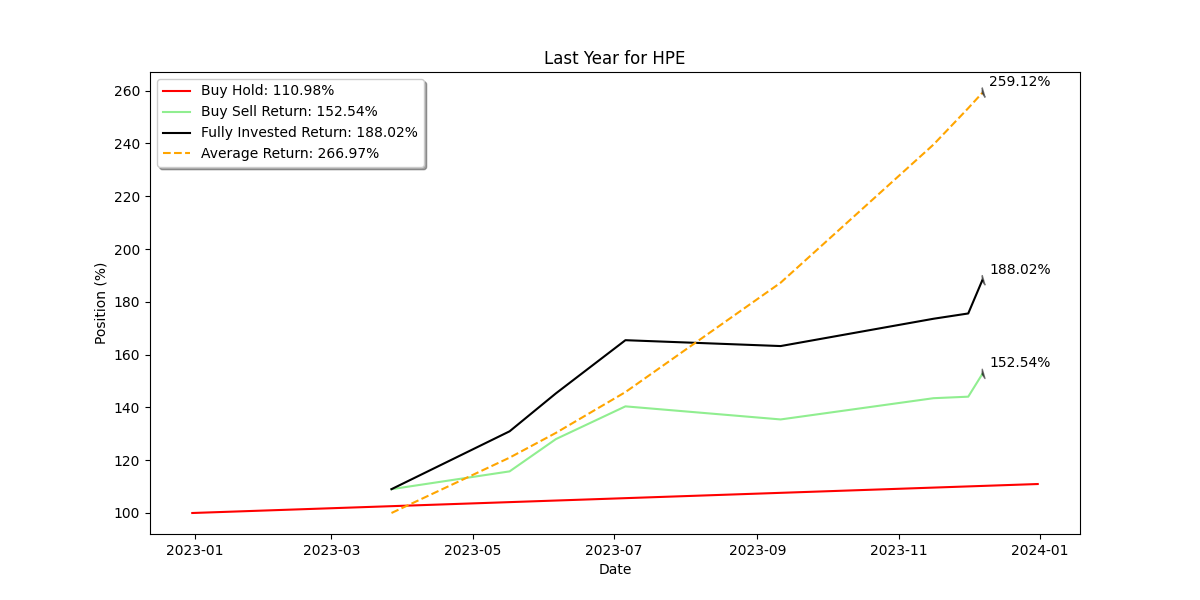 Last Year for HPE
Buy Hold: 110.98%
Buy Sell Return: 152.54%
Fully Invested Return: 188.02%
Average Return: 266.97%
259.12%
188.02%
152.54%
Position (%)
260
240
220
200
180
160
140
120
100
2023-01
2023-03
2023-05
2023-07
2023-09
2023-11
2024-01
Date